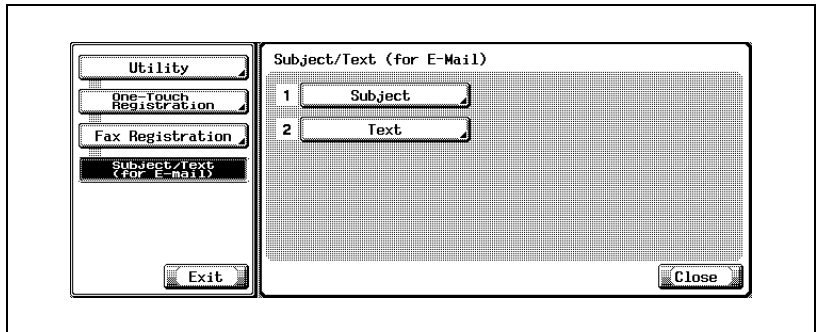 Utility
One-Touch
Registration
Fax Registration
Subject/Text
(for E-mail)
Exit
Subject/Text (for E-Mail)
1 Subject
2 Text
Close